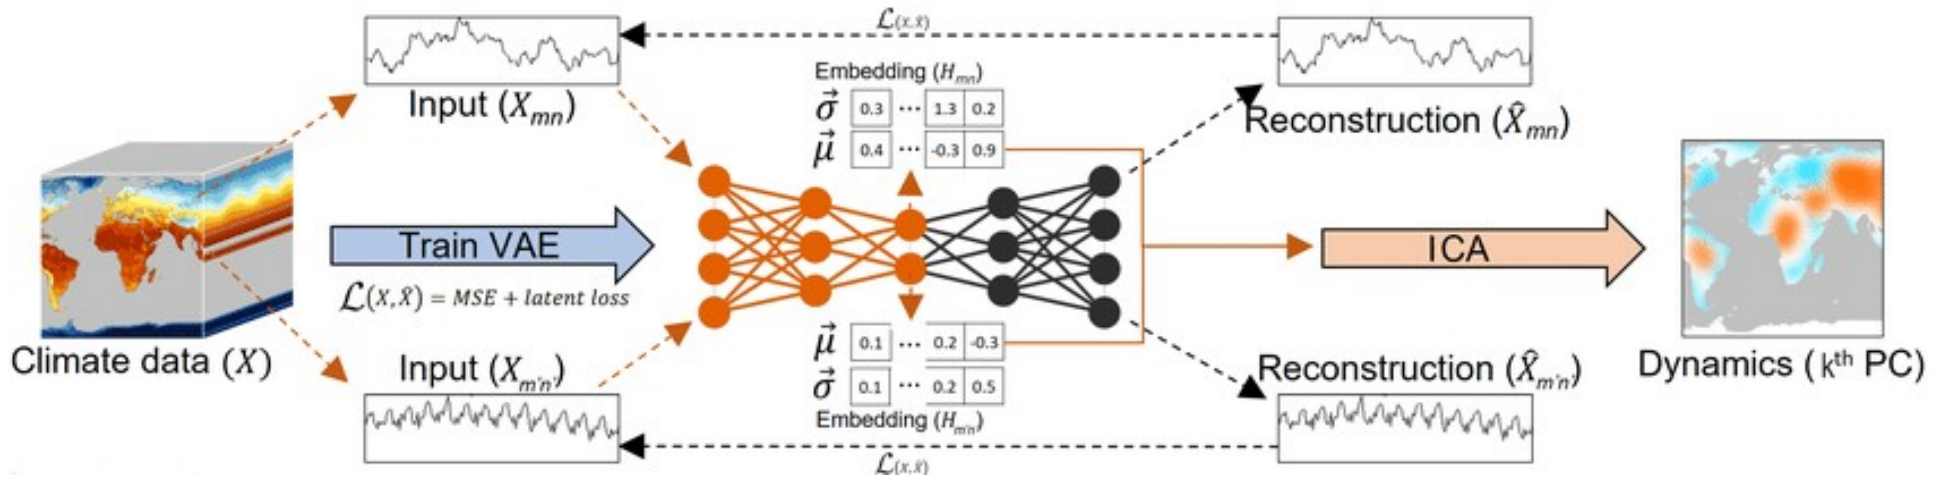 𝓛(x, x̂)
Input (Xmn)
Embedding (Hmn)
σ⃗ 0.3 ··· 1.3 0.2
μ⃗ 0.4 ··· -0.3 0.9
Reconstruction (X̂mn)
Train VAE
𝓛(X, X̂) = MSE + latent loss
ICA
Climate data (X)
Input (Xm'n')
μ⃗ 0.1 ··· 0.2 -0.3
σ⃗ 0.1 ··· 0.2 0.5
Embedding (Hm'n')
Reconstruction (X̂m'n')
Dynamics (kth PC)
𝓛(x, x̂)